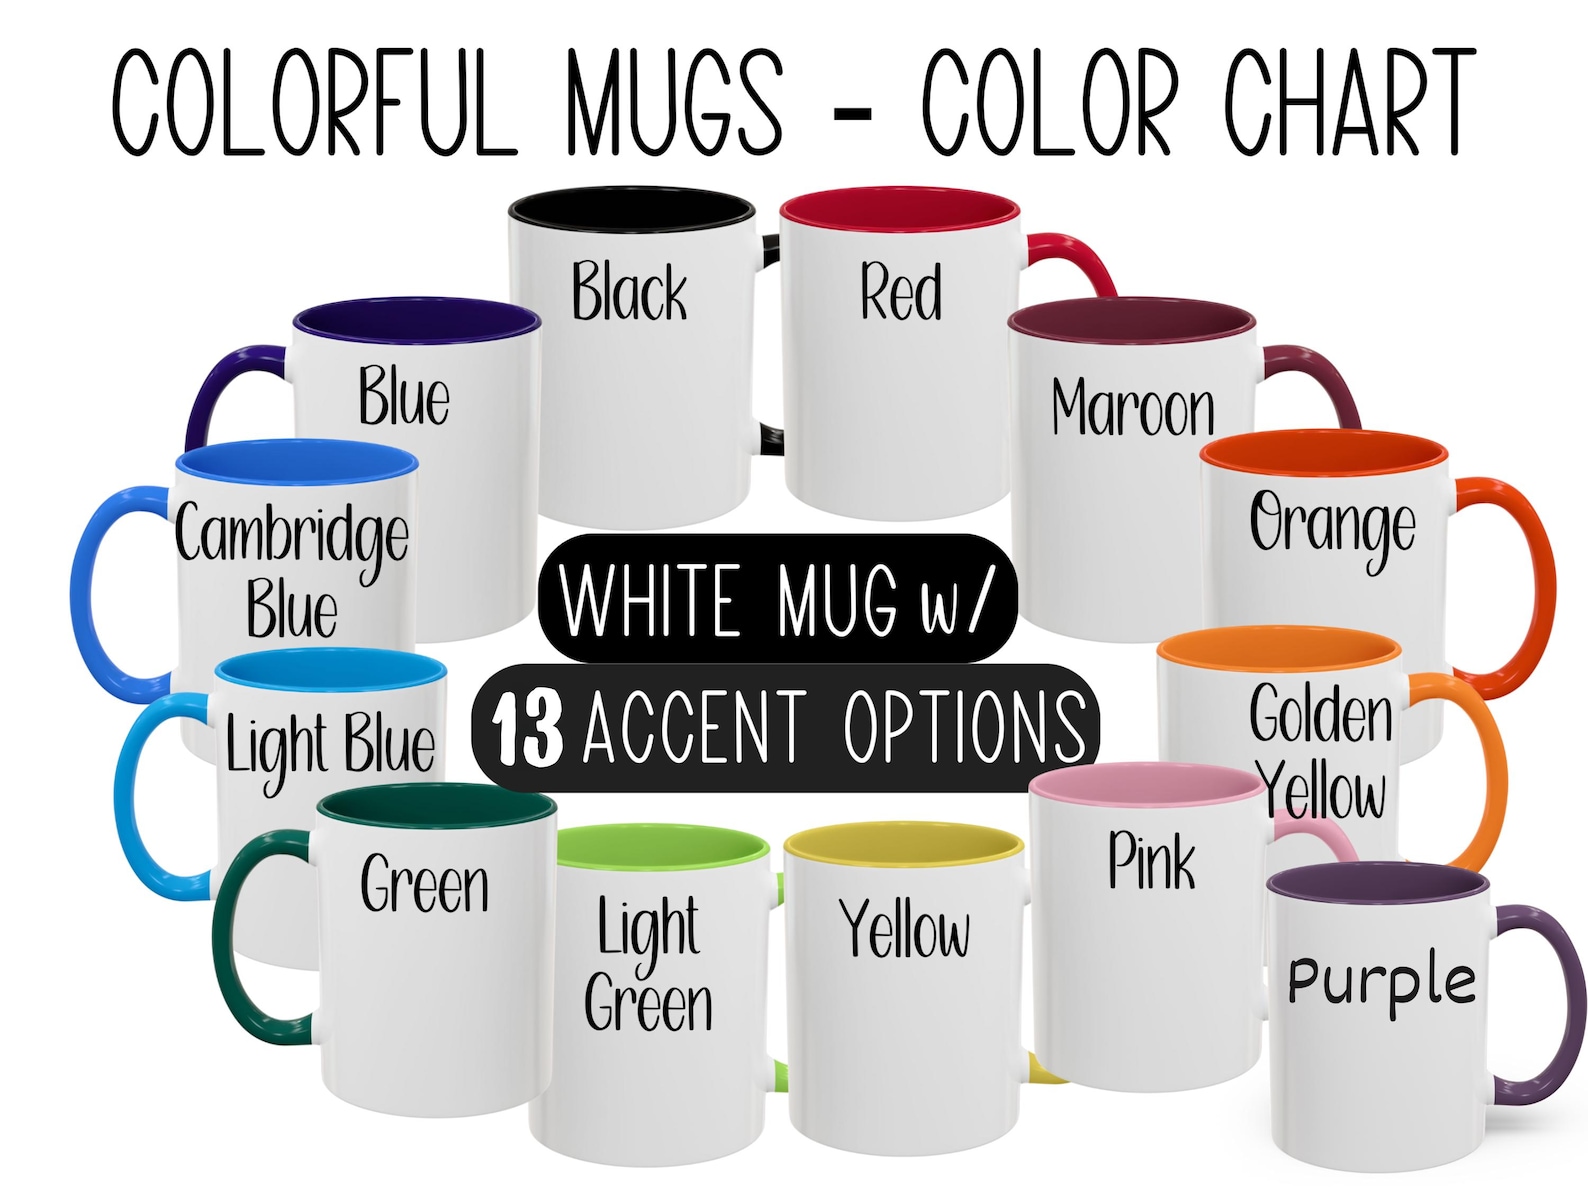 COLORFUL MUGS - COLOR CHART
Black
Red
Blue
Maroon
Cambridge
Blue
Orange
WHITE MUG w/
13 ACCENT OPTIONS
Light Blue
Golden
Yellow
Green
Light
Green
Yellow
Pink
Purple